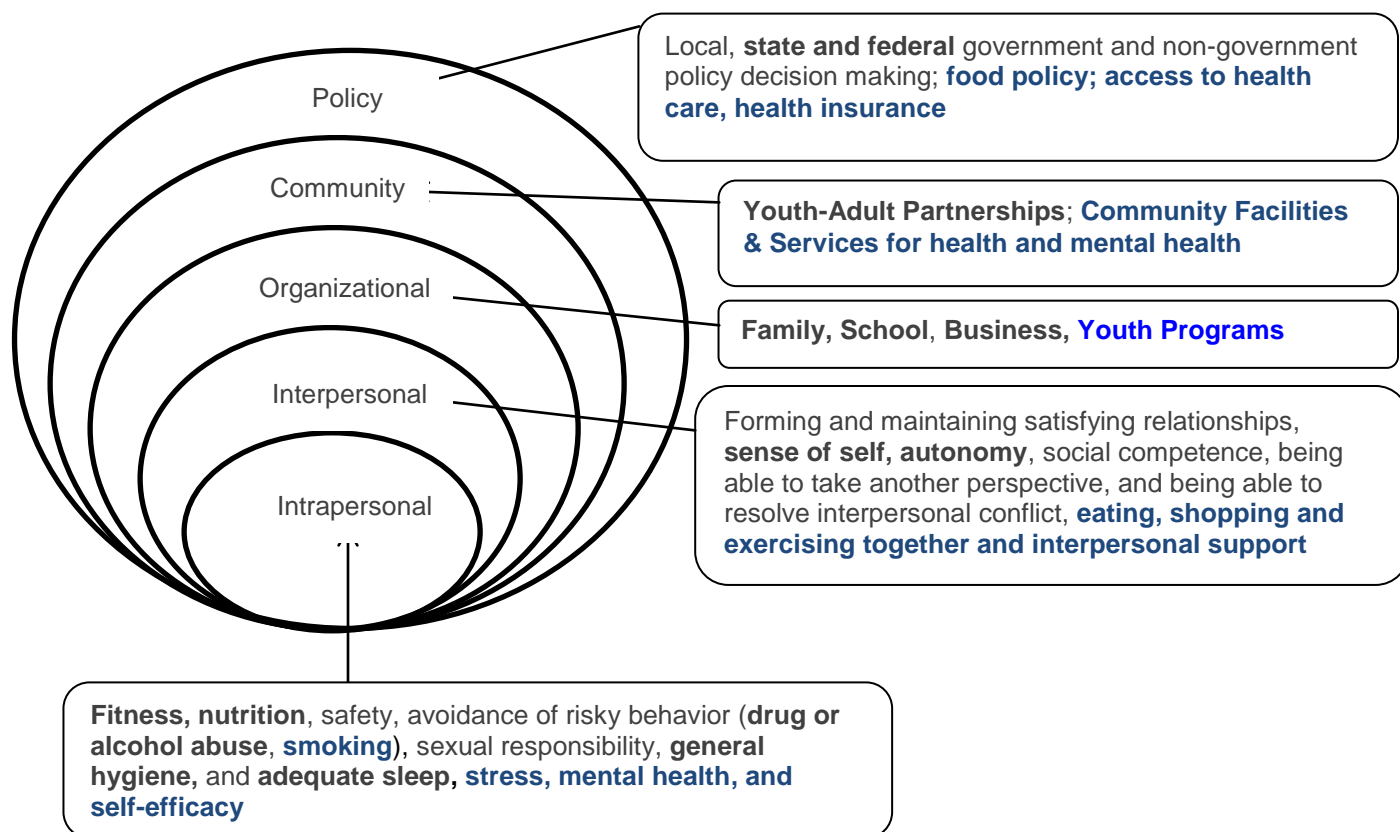 Policy
Local, state and federal government and non-government
policy decision making; food policy; access to health
care, health insurance
Community
Youth-Adult Partnerships; Community Facilities
& Services for health and mental health
Organizational
Family, School, Business, Youth Programs
Interpersonal
Forming and maintaining satisfying relationships,
sense of self, autonomy, social competence, being
able to take another perspective, and being able to
resolve interpersonal conflict, eating, shopping and
exercising together and interpersonal support
Intrapersonal
Fitness, nutrition, safety, avoidance of risky behavior (drug or
alcohol abuse, smoking), sexual responsibility, general
hygiene, and adequate sleep, stress, mental health, and
self-efficacy